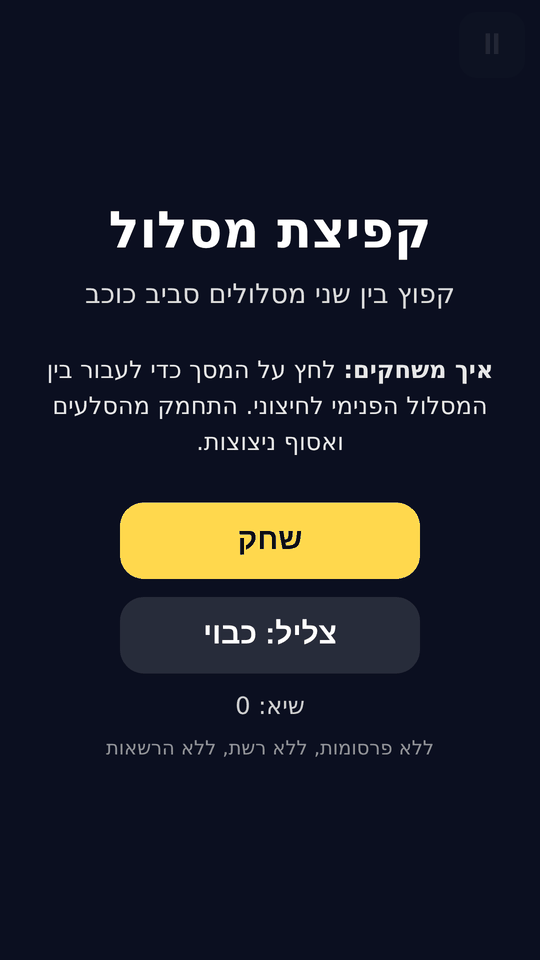 קפיצת מסלול
קפוץ בין שני מסלולים סביב כוכב
איך משחקים: לחץ על המסך כדי לעבור בין
המסלול הפנימי לחיצוני. התחמק מהסלעים
ואסוף ניצוצות.
שחק
צליל: כבוי
שיא: 0
ללא פרסומות, ללא רשת, ללא הרשאות